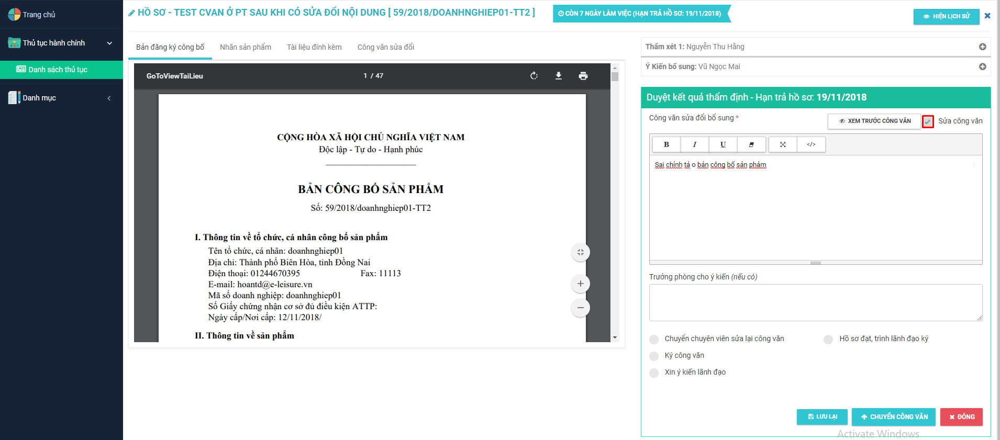 Trang chủ
Thủ tục hành chính
Danh sách thủ tục
Danh mục
HỒ SƠ - TEST CVAN Ở PT SAU KHI CÓ SỬA ĐỔI NỘI DUNG [ 59/2018/DOANHNGHIEP01-TT2 ]
CÒN 7 NGÀY LÀM VIỆC (HẠN TRẢ HỒ SƠ: 19/11/2018)
HIỆN LỊCH SỬ
Bản đăng ký công bố
Nhãn sản phẩm
Tài liệu đính kèm
Công văn sửa đổi
GoToViewTaiLieu
1 / 47
CỘNG HÒA XÃ HỘI CHỦ NGHĨA VIỆT NAM
Độc lập - Tự do - Hạnh phúc
BẢN CÔNG BỐ SẢN PHẨM
Số: 59/2018/doanhnghiep01-TT2
I. Thông tin về tổ chức, cá nhân công bố sản phẩm
Tên tổ chức, cá nhân: doanhnghiep01
Địa chỉ: Thành phố Biên Hòa, tỉnh Đồng Nai
Điện thoại: 01244670395 Fax: 11113
E-mail: hoantd@e-leisure.vn
Mã số doanh nghiệp: doanhnghiep01
Số Giấy chứng nhận cơ sở đủ điều kiện ATTP:
Ngày cấp/Nơi cấp: 12/11/2018/
II. Thông tin về sản phẩm
Thẩm xét 1: Nguyễn Thu Hằng
Ý Kiến bổ sung: Vũ Ngọc Mai
Duyệt kết quả thẩm định - Hạn trả hồ sơ: 19/11/2018
Công văn sửa đổi bổ sung *
XEM TRƯỚC CÔNG VĂN
Sửa công văn
B I U </>
Sai chỉnh tả o bản công bố sản phảm
Trưởng phòng cho ý kiến (nếu có)
Chuyển chuyên viên sửa lại công văn
Hồ sơ đạt, trình lãnh đạo ký
Ký công văn
Xin ý kiến lãnh đạo
LƯU LẠI
CHUYỂN CÔNG VĂN
ĐÓNG
Activate Windows